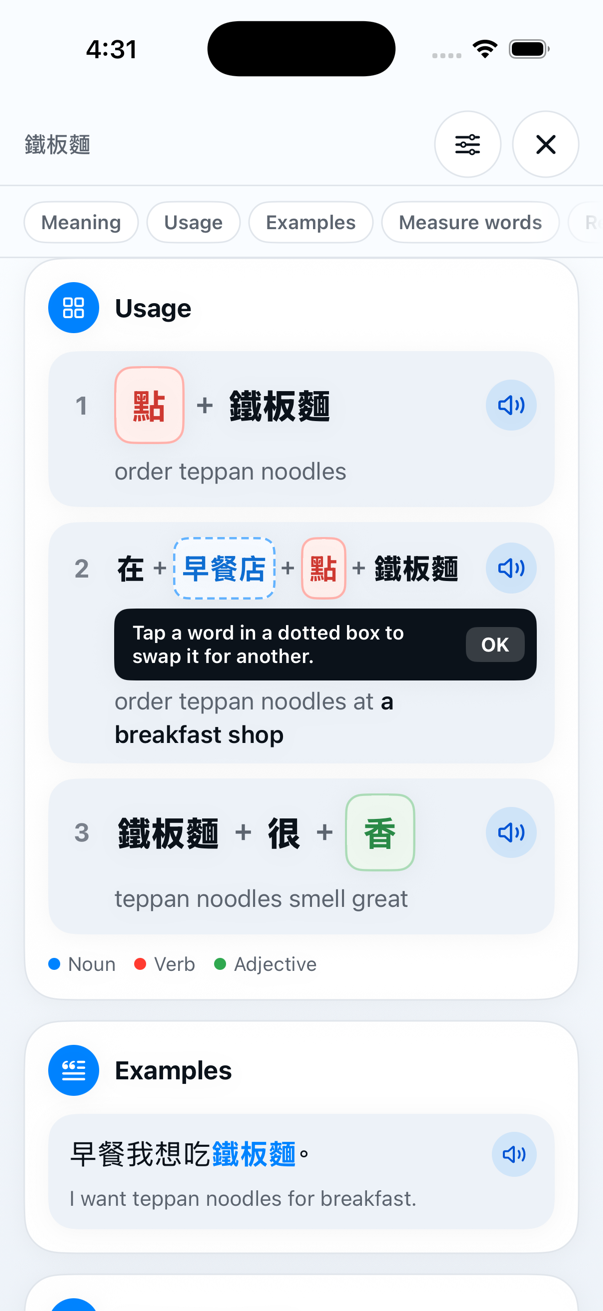 4:31
鐵板麵
Meaning Usage Examples Measure words R
Usage
1 點 + 鐵板麵
order teppan noodles
2 在 + 早餐店 + 點 + 鐵板麵
Tap a word in a dotted box to
swap it for another.
OK
order teppan noodles at a
breakfast shop
3 鐵板麵 + 很 + 香
teppan noodles smell great
Noun Verb Adjective
Examples
早餐我想吃鐵板麵。
I want teppan noodles for breakfast.